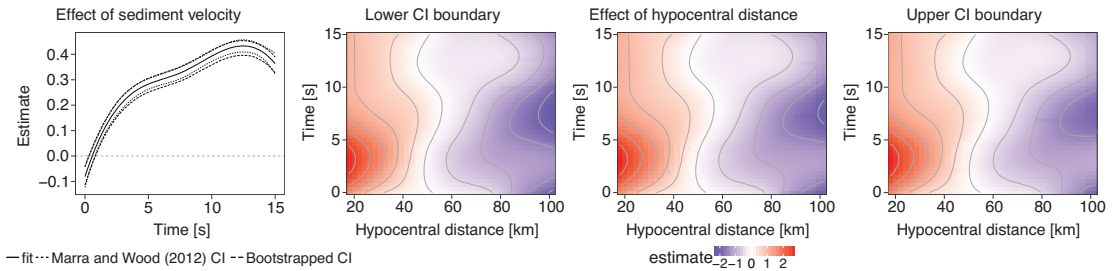 Effect of sediment velocity
Lower CI boundary
Effect of hypocentral distance
Upper CI boundary
Estimate
0.4
0.3
0.2
0.1
0.0
−0.1
0 5 10 15
Time [s]
Time [s]
15
10
5
0
20 40 60 80 100
Hypocentral distance [km]
Time [s]
15
10
5
0
20 40 60 80 100
Hypocentral distance [km]
Time [s]
15
10
5
0
20 40 60 80 100
Hypocentral distance [km]
fit Marra and Wood (2012) CI Bootstrapped CI
estimate
−2 −1 0 1 2